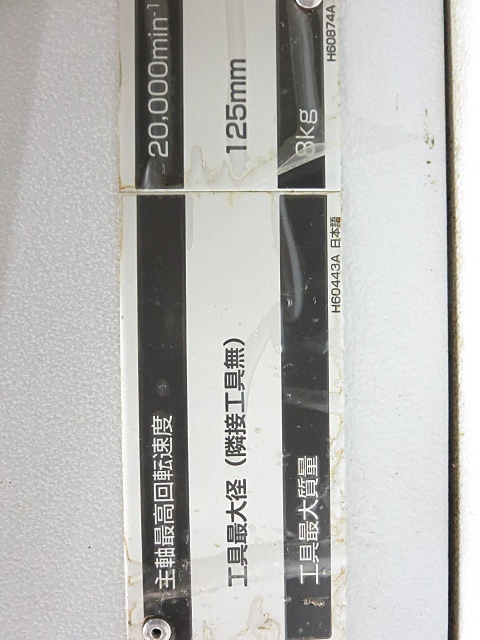 主軸最高回転速度 20,000min⁻¹
工具最大径（隣接工具無） 125mm
工具最大質量 8kg
H60443A 日本語 H60874A